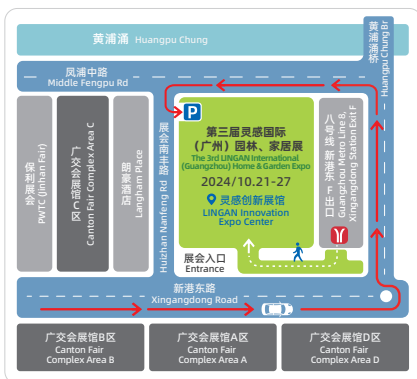 黄浦涌 Huangpu Chung
黄浦涌桥
Huangpu Chung Br
凤浦中路
Middle Fengpu Rd
P
保利展会
PWTC (Jinhan Fair)
广交会展馆C区
Canton Fair Complex Area C
朗豪酒店
Langham Place
展会南丰路
Huizhan Nanfeng Rd
第三届灵感国际
(广州)园林、家居展
The 3rd LINGAN International
(Guangzhou) Home & Garden Expo
2024/10.21-27
灵感创新展馆
LINGAN Innovation
Expo Center
八号线 新港东 F出口
Guangzhou Metro Line 8,
Xingangdong Station Exit F
展会入口
Entrance
新港东路
Xingangdong Road
广交会展馆B区
Canton Fair
Complex Area B
广交会展馆A区
Canton Fair
Complex Area A
广交会展馆D区
Canton Fair
Complex Area D